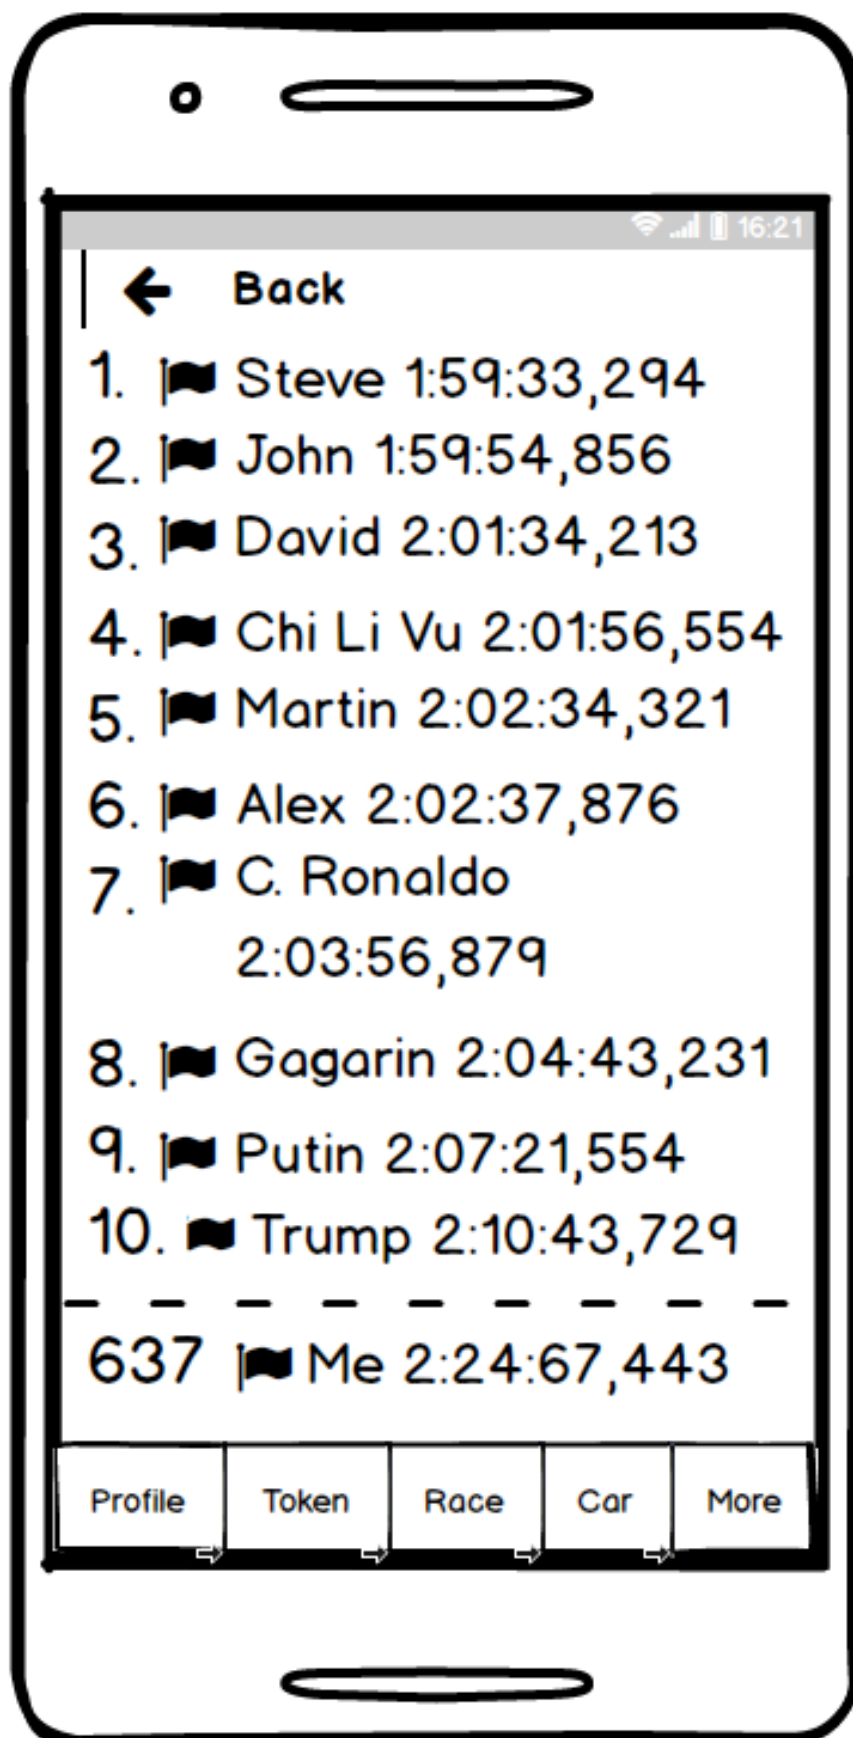 16:21
Back
1. Steve 1:59:33,294
2. John 1:59:54,856
3. David 2:01:34,213
4. Chi Li Vu 2:01:56,554
5. Martin 2:02:34,321
6. Alex 2:02:37,876
7. C. Ronaldo
2:03:56,879
8. Gagarin 2:04:43,231
9. Putin 2:07:21,554
10. Trump 2:10:43,729
637 Me 2:24:67,443
Profile Token Race Car More